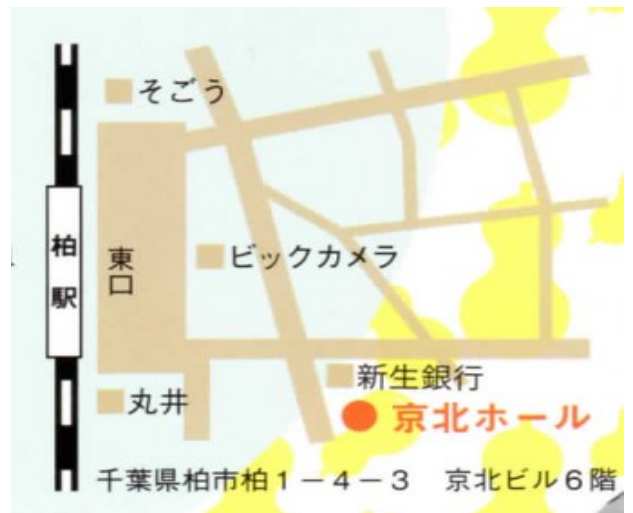 そごう
柏駅
東口
ビックカメラ
新生銀行
丸井
京北ホール
千葉県柏市柏1－4－3　京北ビル6階